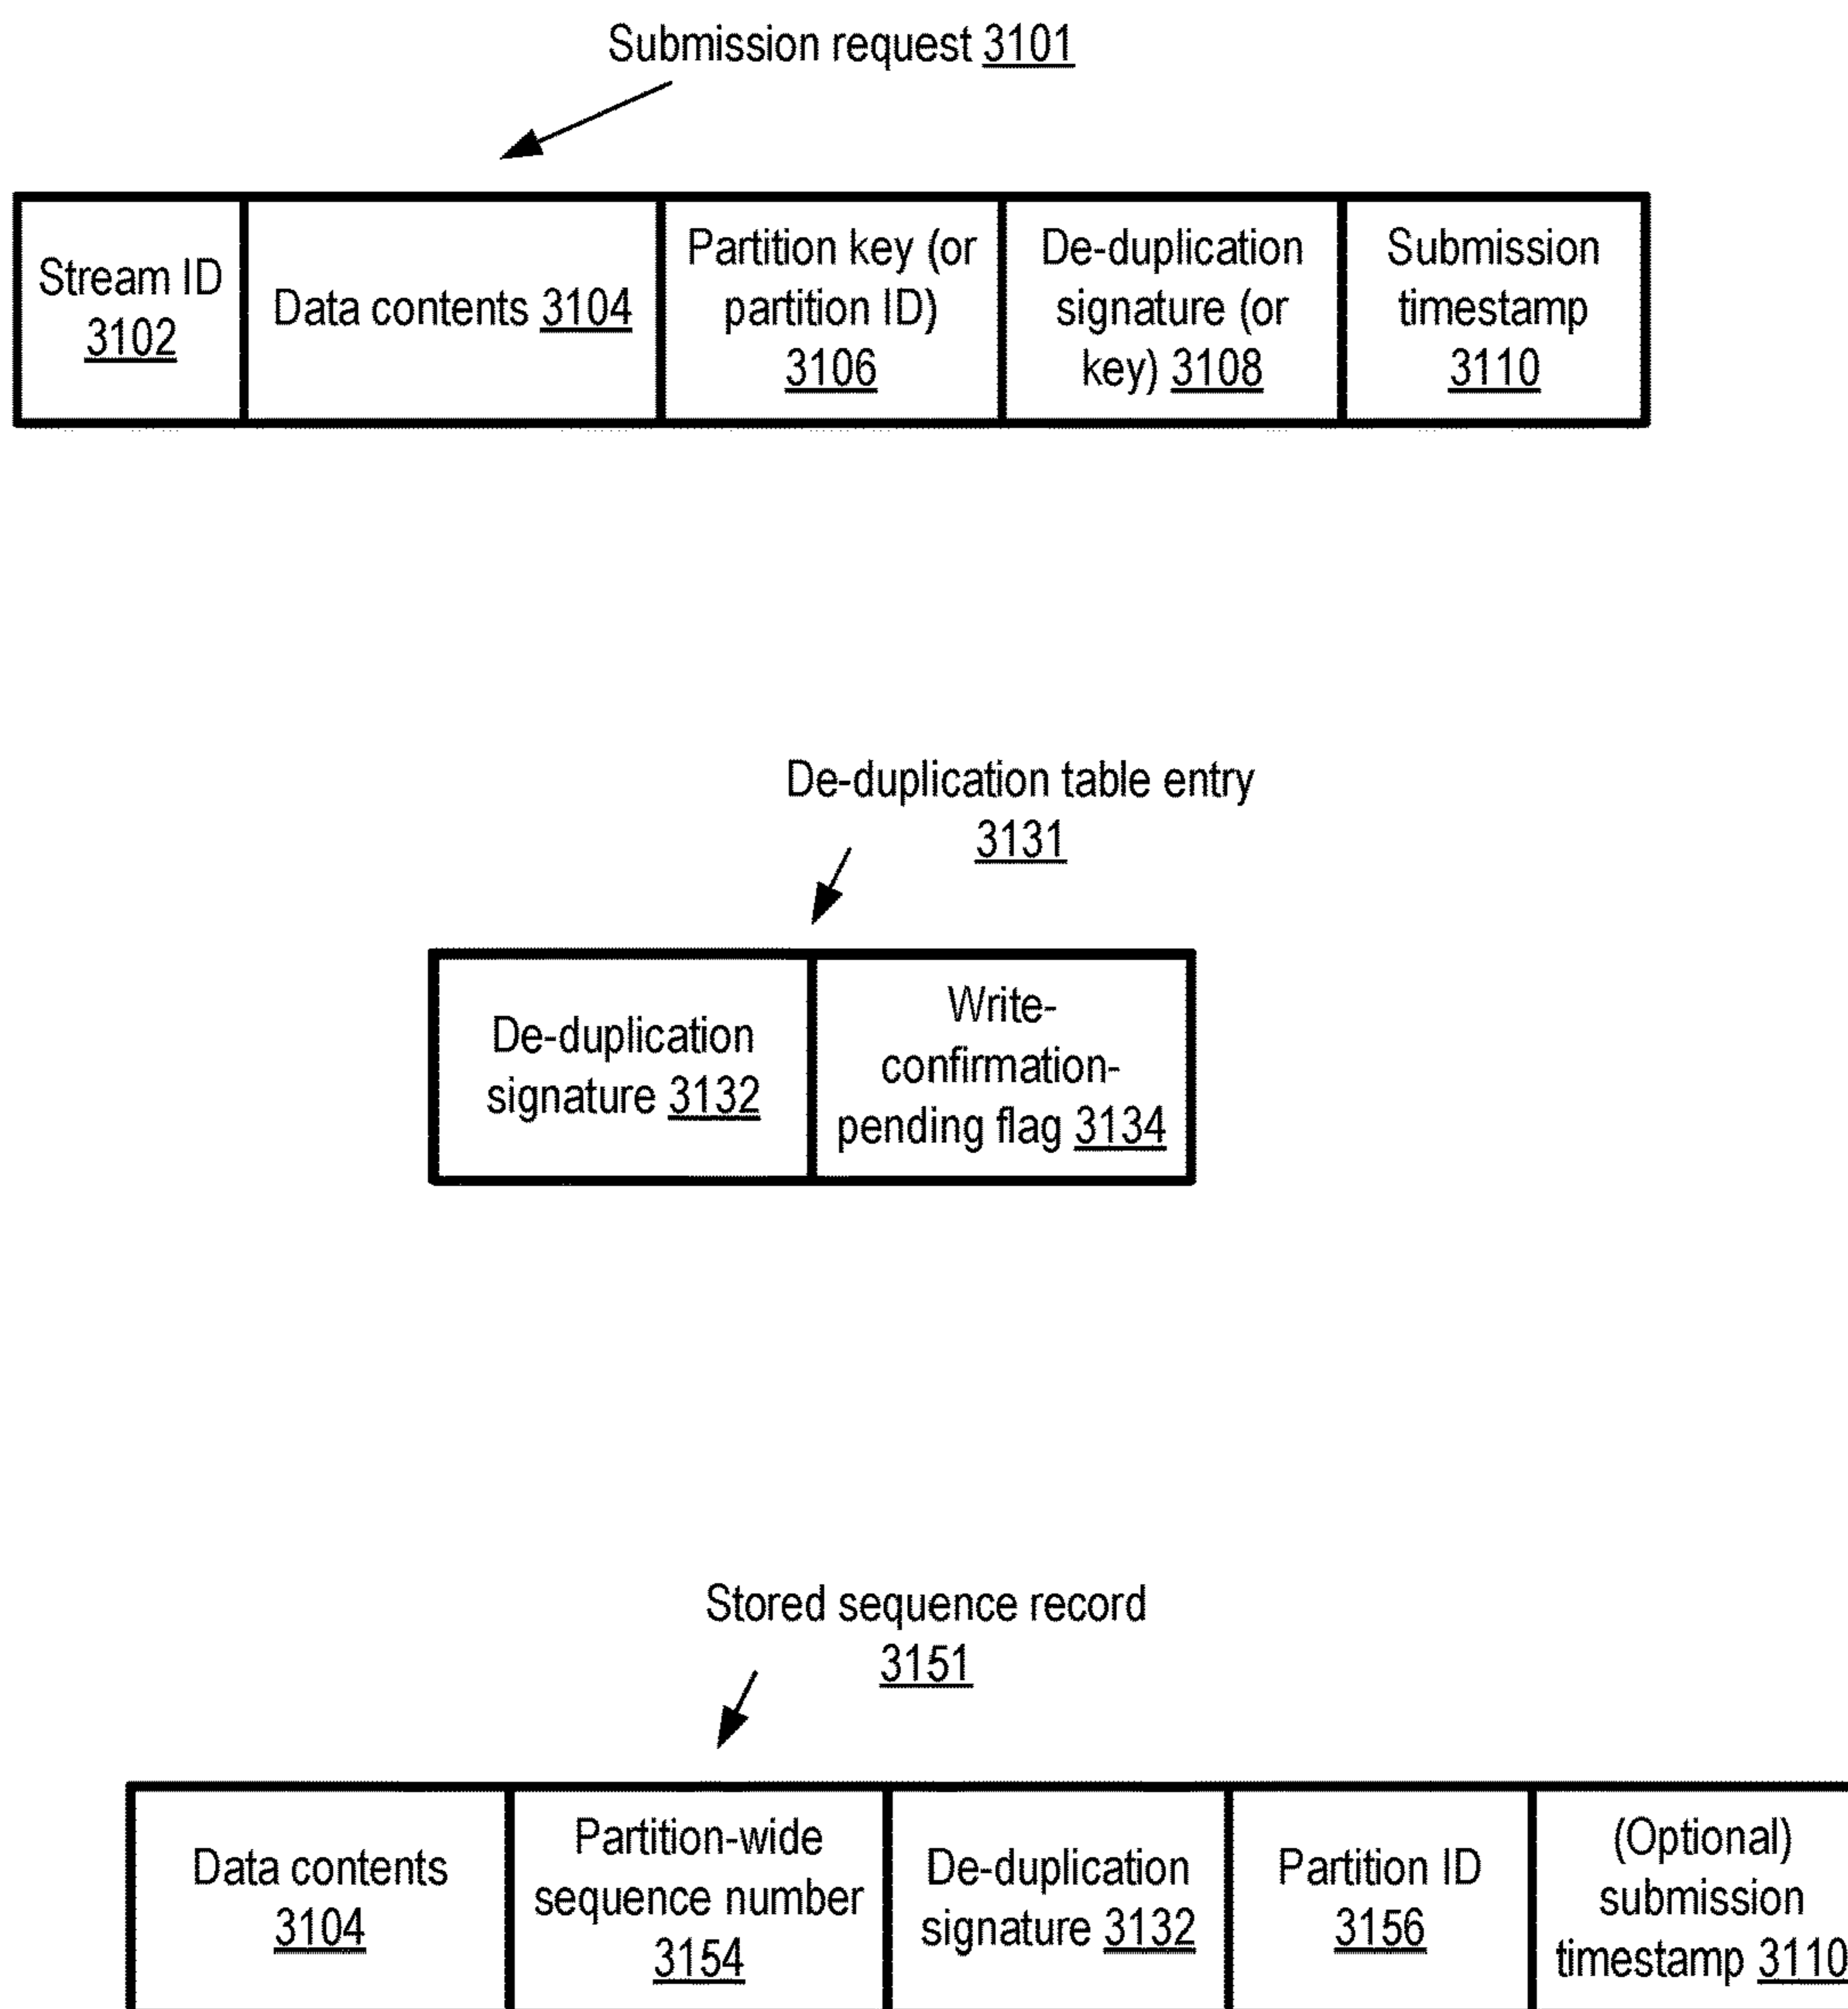 Submission request 3101
Stream ID
3102
Data contents 3104
Partition key (or
partition ID)
3106
De-duplication
signature (or
key) 3108
Submission
timestamp
3110
De-duplication table entry
3131
De-duplication
signature 3132
Write-
confirmation-
pending flag 3134
Stored sequence record
3151
Data contents
3104
Partition-wide
sequence number
3154
De-duplication
signature 3132
Partition ID
3156
(Optional)
submission
timestamp 3110